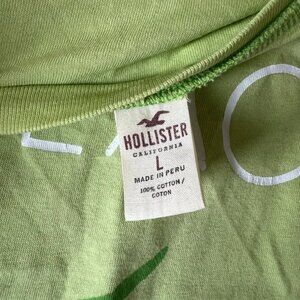 HOLLISTER
CALIFORNIA
L
MADE IN PERU
100% COTTON /
COTON